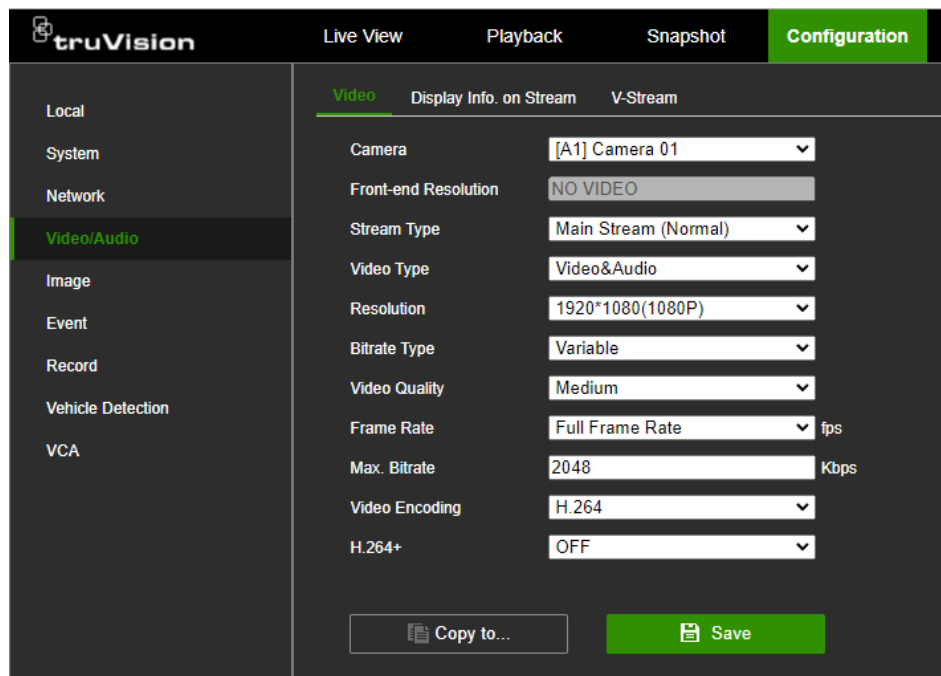 truVision Live View Playback Snapshot Configuration
Local
System
Network
Video/Audio
Image
Event
Record
Vehicle Detection
VCA
Video Display Info. on Stream V-Stream
Camera [A1] Camera 01
Front-end Resolution NO VIDEO
Stream Type Main Stream (Normal)
Video Type Video&Audio
Resolution 1920*1080(1080P)
Bitrate Type Variable
Video Quality Medium
Frame Rate Full Frame Rate fps
Max. Bitrate 2048 Kbps
Video Encoding H.264
H.264+ OFF
Copy to... Save